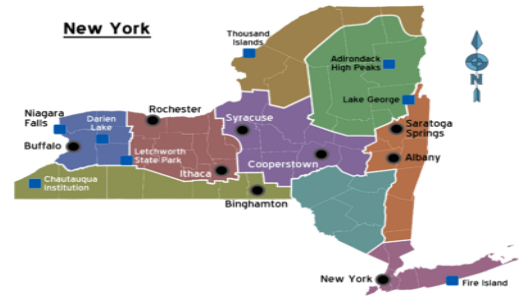 New York
Thousand
Islands
Adirondack
High Peaks
N
Lake George
Niagara
Falls
Darien
Lake
Rochester
Syracuse
Saratoga
Springs
Buffalo
Letchworth
State Park
Cooperstown
Albany
Ithaca
Chautauqua
Institution
Binghamton
New York
Fire Island